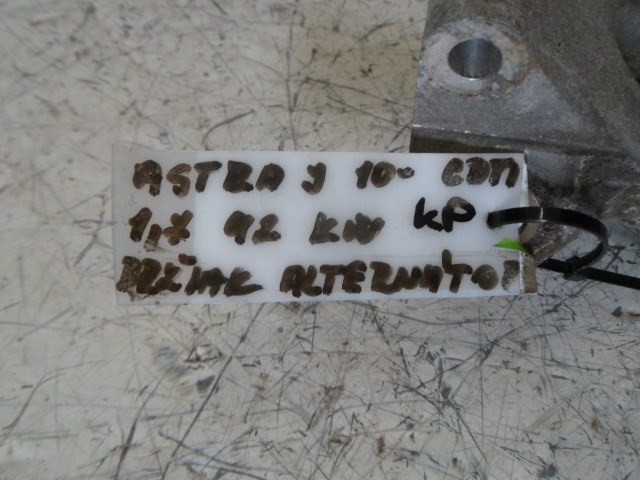 ASTRA J 10- CDTI
1,7 92 KW KP
DRŽIAK ALTERNÁTOR